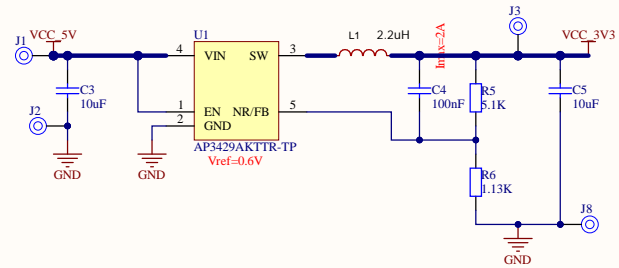 J1
VCC_5V
U1
4
VIN
SW
3
L1
2.2uH
Imax=2A
J3
VCC_3V3
C3
10uF
J2
1
EN
NR/FB
5
2
GND
AP3429AKTTR-TP
Vref=0.6V
C4
100nF
R5
5.1K
C5
10uF
R6
1.13K
J8
GND
GND
GND